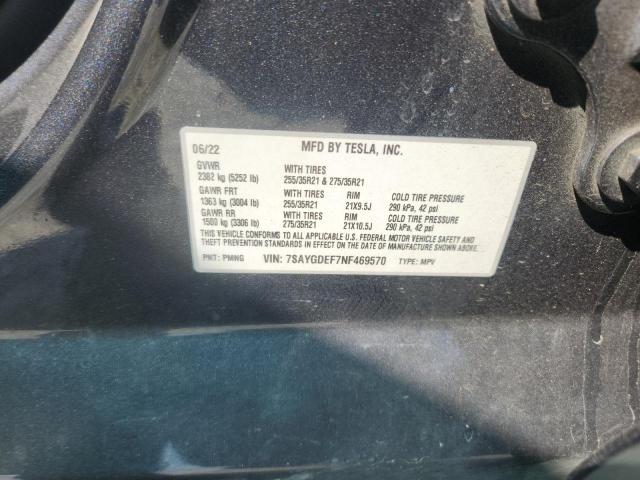 06/22 MFD BY TESLA, INC.
GVWR WITH TIRES
2382 kg (5252 lb) 255/35R21 & 275/35R21
GAWR FRT WITH TIRES RIM COLD TIRE PRESSURE
1363 kg (3004 lb) 255/35R21 21X9.5J 290 kPa, 42 psi
GAWR RR WITH TIRES RIM COLD TIRE PRESSURE
1500 kg (3306 lb) 275/35R21 21X10.5J 290 kPa, 42 psi
THIS VEHICLE CONFORMS TO ALL APPLICABLE U.S. FEDERAL MOTOR VEHICLE SAFETY AND
THEFT PREVENTION STANDARDS IN EFFECT ON THE DATE OF MANUFACTURE SHOWN ABOVE.
PNT: PMNG VIN: 7SAYGDEF7NF469570 TYPE: MPV